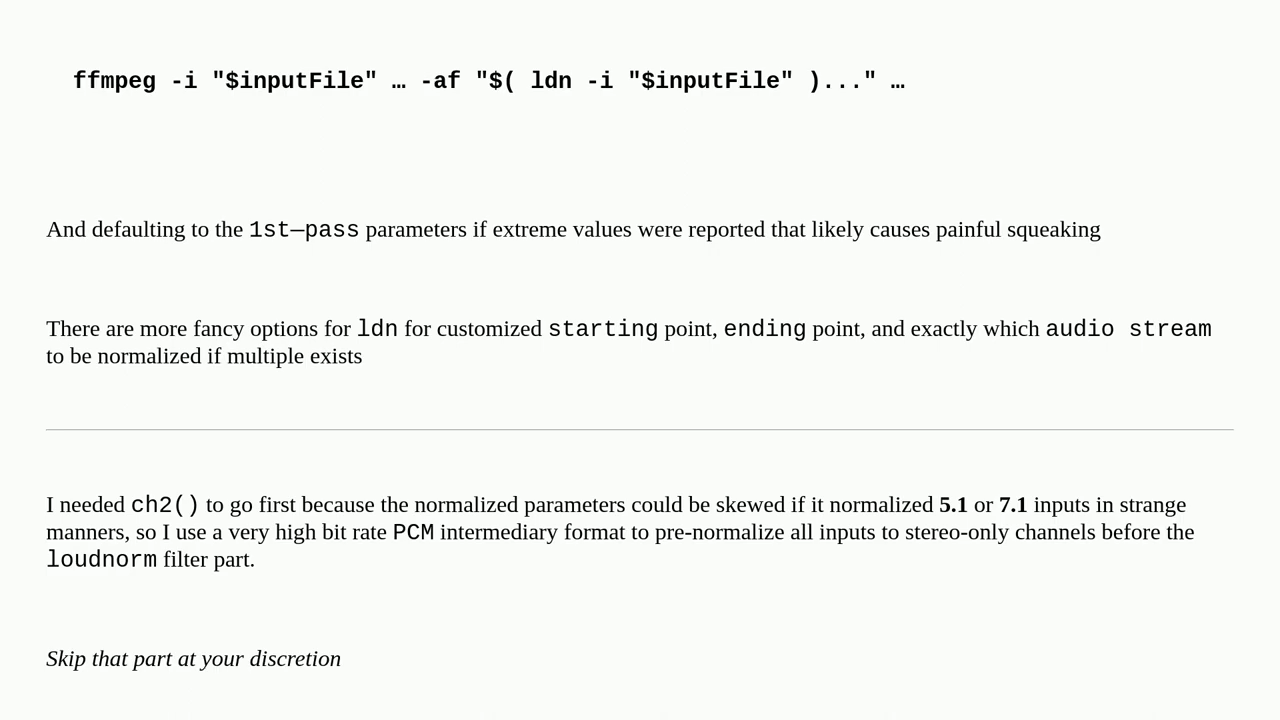 ffmpeg -i "$inputFile" … -af "$( ldn -i "$inputFile" )..." …
And defaulting to the 1st—pass parameters if extreme values were reported that likely causes painful squeaking
There are more fancy options for ldn for customized starting point, ending point, and exactly which audio stream
to be normalized if multiple exists
I needed ch2() to go first because the normalized parameters could be skewed if it normalized 5.1 or 7.1 inputs in strange
manners, so I use a very high bit rate PCM intermediary format to pre-normalize all inputs to stereo-only channels before the
loudnorm filter part.
Skip that part at your discretion